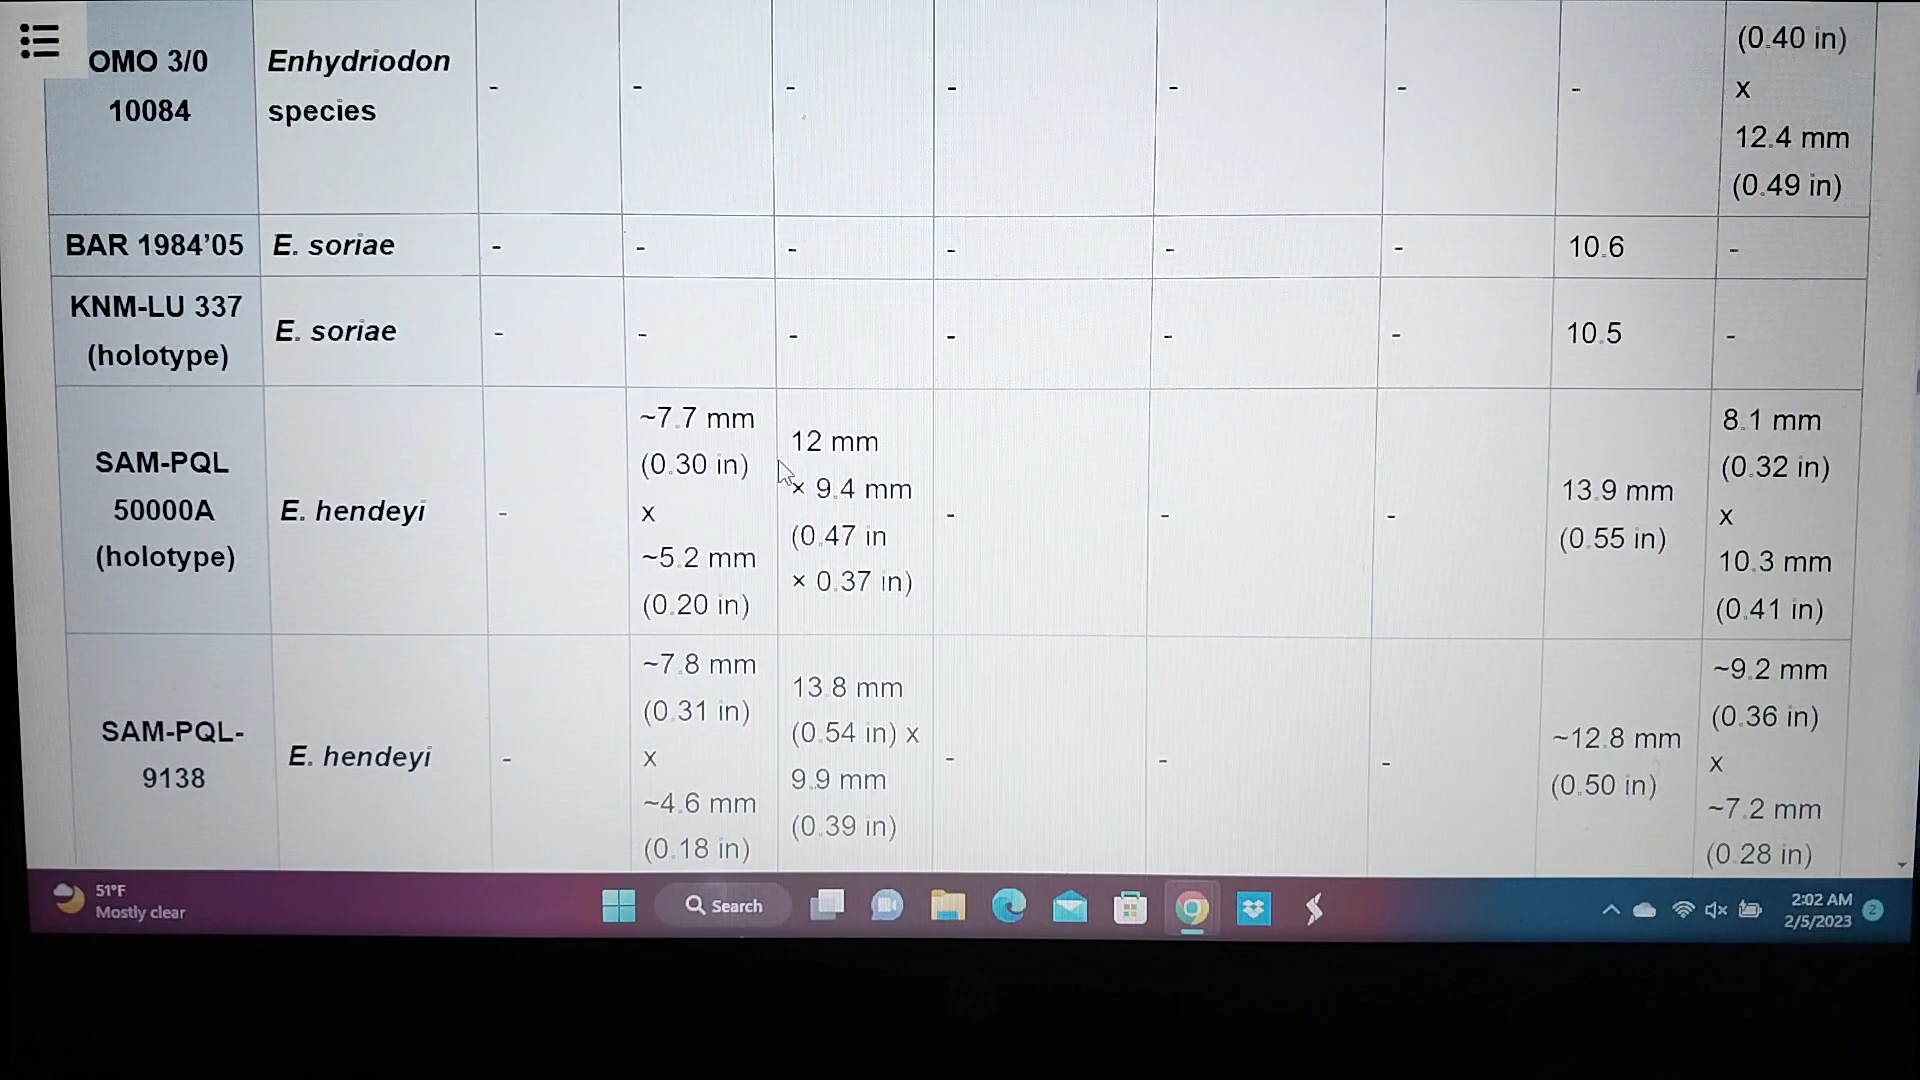 OMO 3/0
10084
Enhydriodon
species
-
-
-
-
-
-
-
(0.40 in)
x
12.4 mm
(0.49 in)
BAR 1984’05
E. soriae
-
-
-
-
-
-
10.6
-
KNM-LU 337
(holotype)
E. soriae
-
-
-
-
-
-
10.5
-
SAM-PQL
50000A
(holotype)
E. hendeyi
-
~7.7 mm
(0.30 in)
x
~5.2 mm
(0.20 in)
12 mm
× 9.4 mm
(0.47 in
× 0.37 in)
-
-
-
13.9 mm
(0.55 in)
8.1 mm
(0.32 in)
x
10.3 mm
(0.41 in)
SAM-PQL-
9138
E. hendeyi
-
~7.8 mm
(0.31 in)
x
~4.6 mm
(0.18 in)
13.8 mm
(0.54 in) x
9.9 mm
(0.39 in)
-
-
-
~12.8 mm
(0.50 in)
~9.2 mm
(0.36 in)
x
~7.2 mm
(0.28 in)
51°F
Mostly clear
Search
2:02 AM
2/5/2023
2